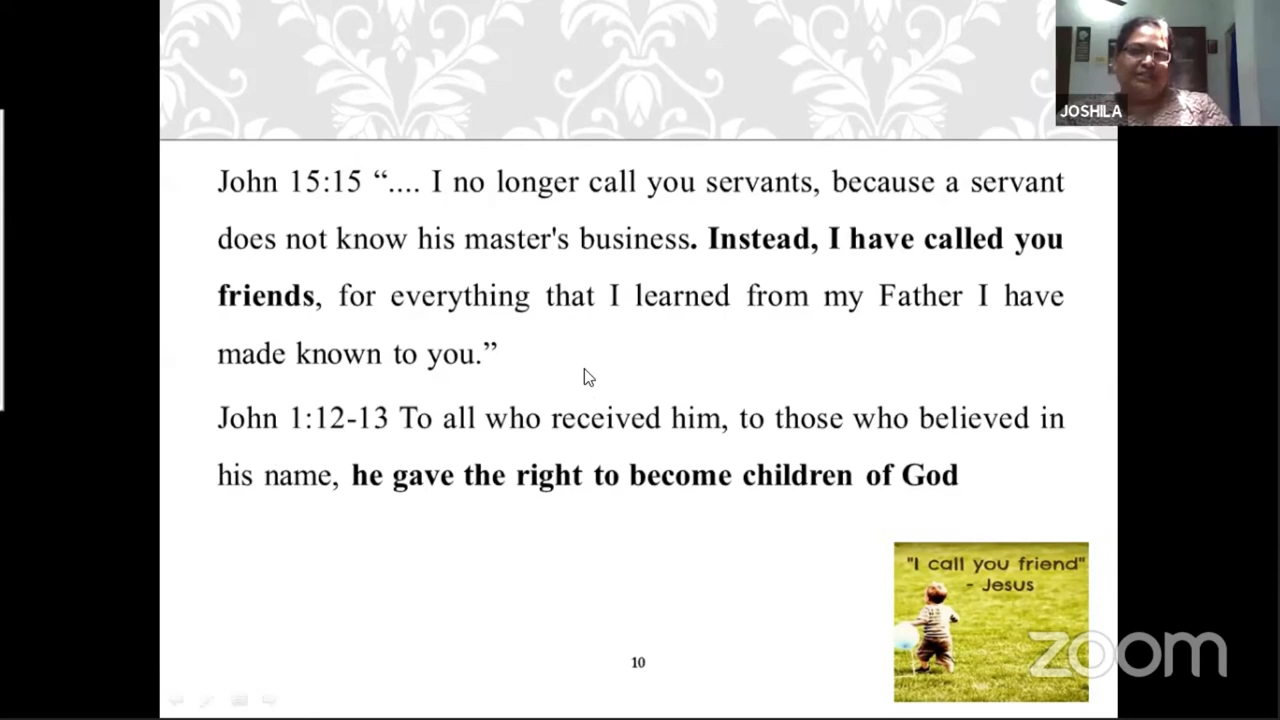 JOSHILA
John 15:15 “.... I no longer call you servants, because a servant
does not know his master's business. Instead, I have called you
friends, for everything that I learned from my Father I have
made known to you.”
John 1:12-13 To all who received him, to those who believed in
his name, he gave the right to become children of God
"I call you friend"
- Jesus
zoom
10